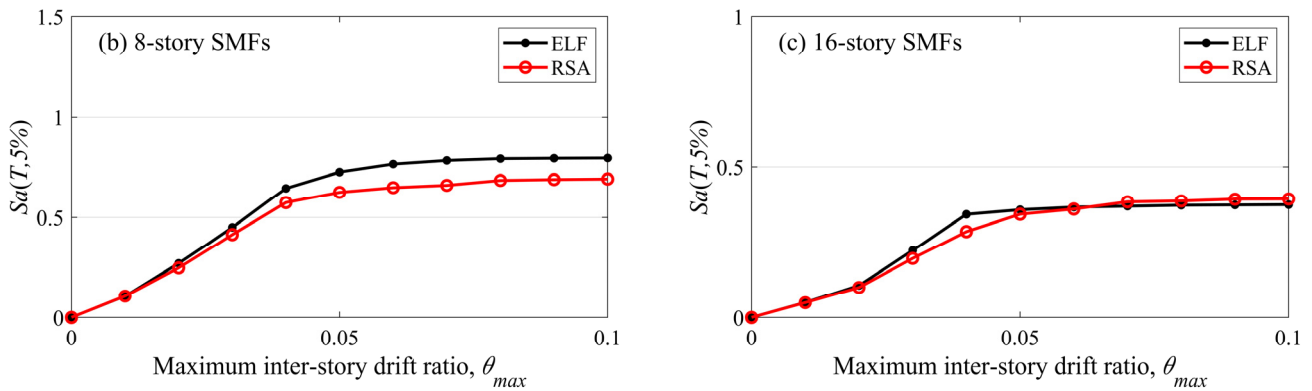 (b) 8-story SMFs
ELF
RSA
1.5
1
0.5
0
Sa(T,5%)
0
0.05
0.1
Maximum inter-story drift ratio, θmax
(c) 16-story SMFs
ELF
RSA
1
0.5
0
Sa(T,5%)
0
0.05
0.1
Maximum inter-story drift ratio, θmax